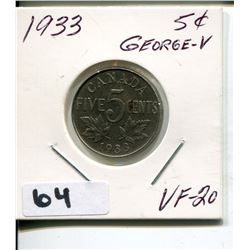 1933
5¢
GEORGE-V
CANADA
FIVE 5 CENTS
1933
64
VF-20